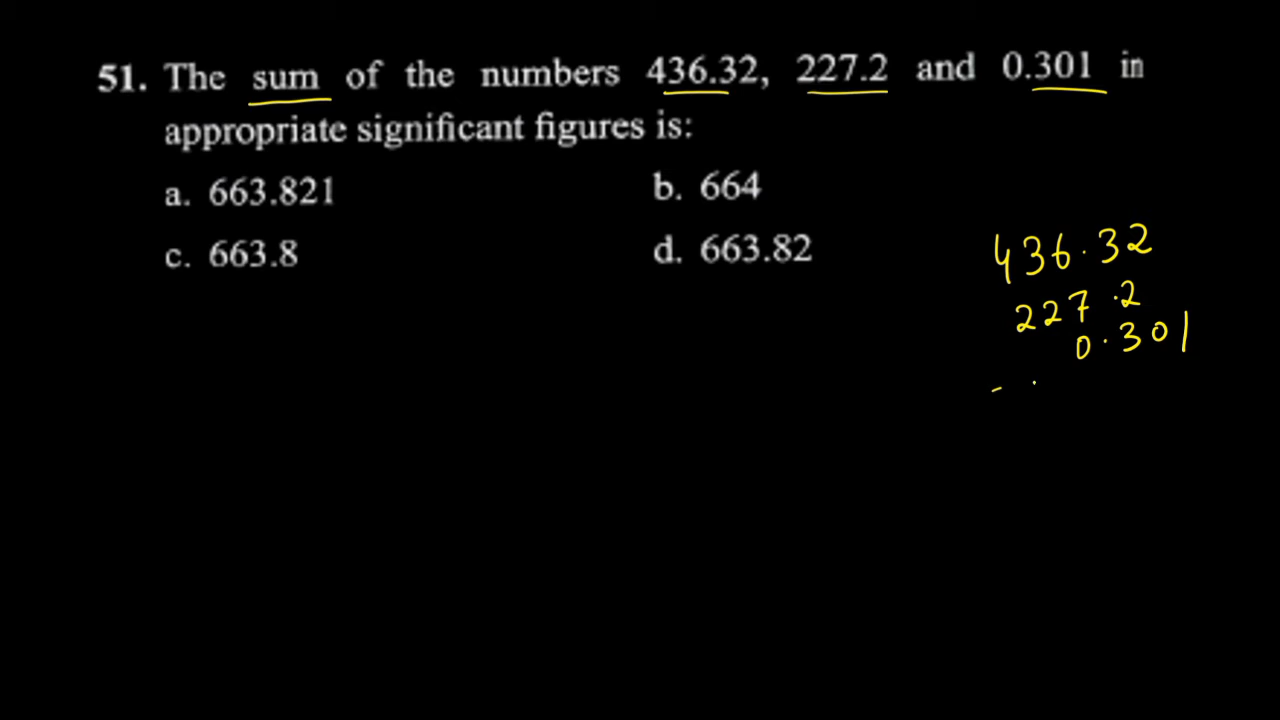 51. The sum of the numbers 436.32, 227.2 and 0.301 in
appropriate significant figures is:
a. 663.821
b. 664
c. 663.8
d. 663.82
436.32
227.2
0.301